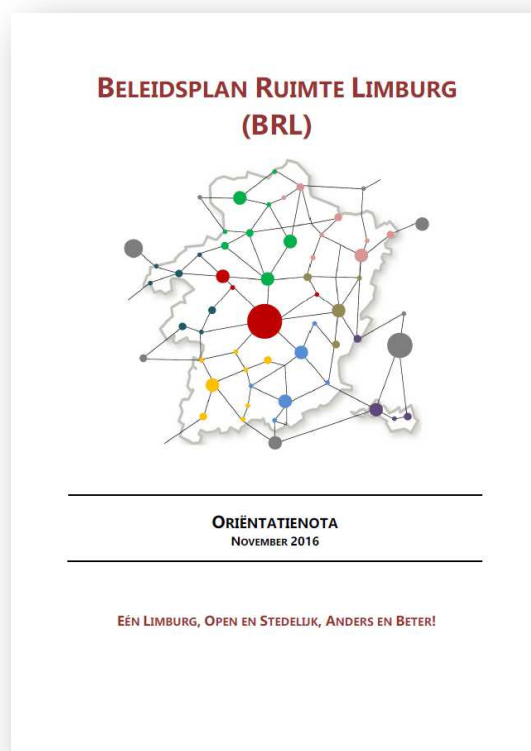 BELEIDSPLAN RUIMTE LIMBURG
(BRL)
ORIËNTATIENOTA
NOVEMBER 2016
EÉN LIMBURG, OPEN EN STEDELIJK, ANDERS EN BETER!